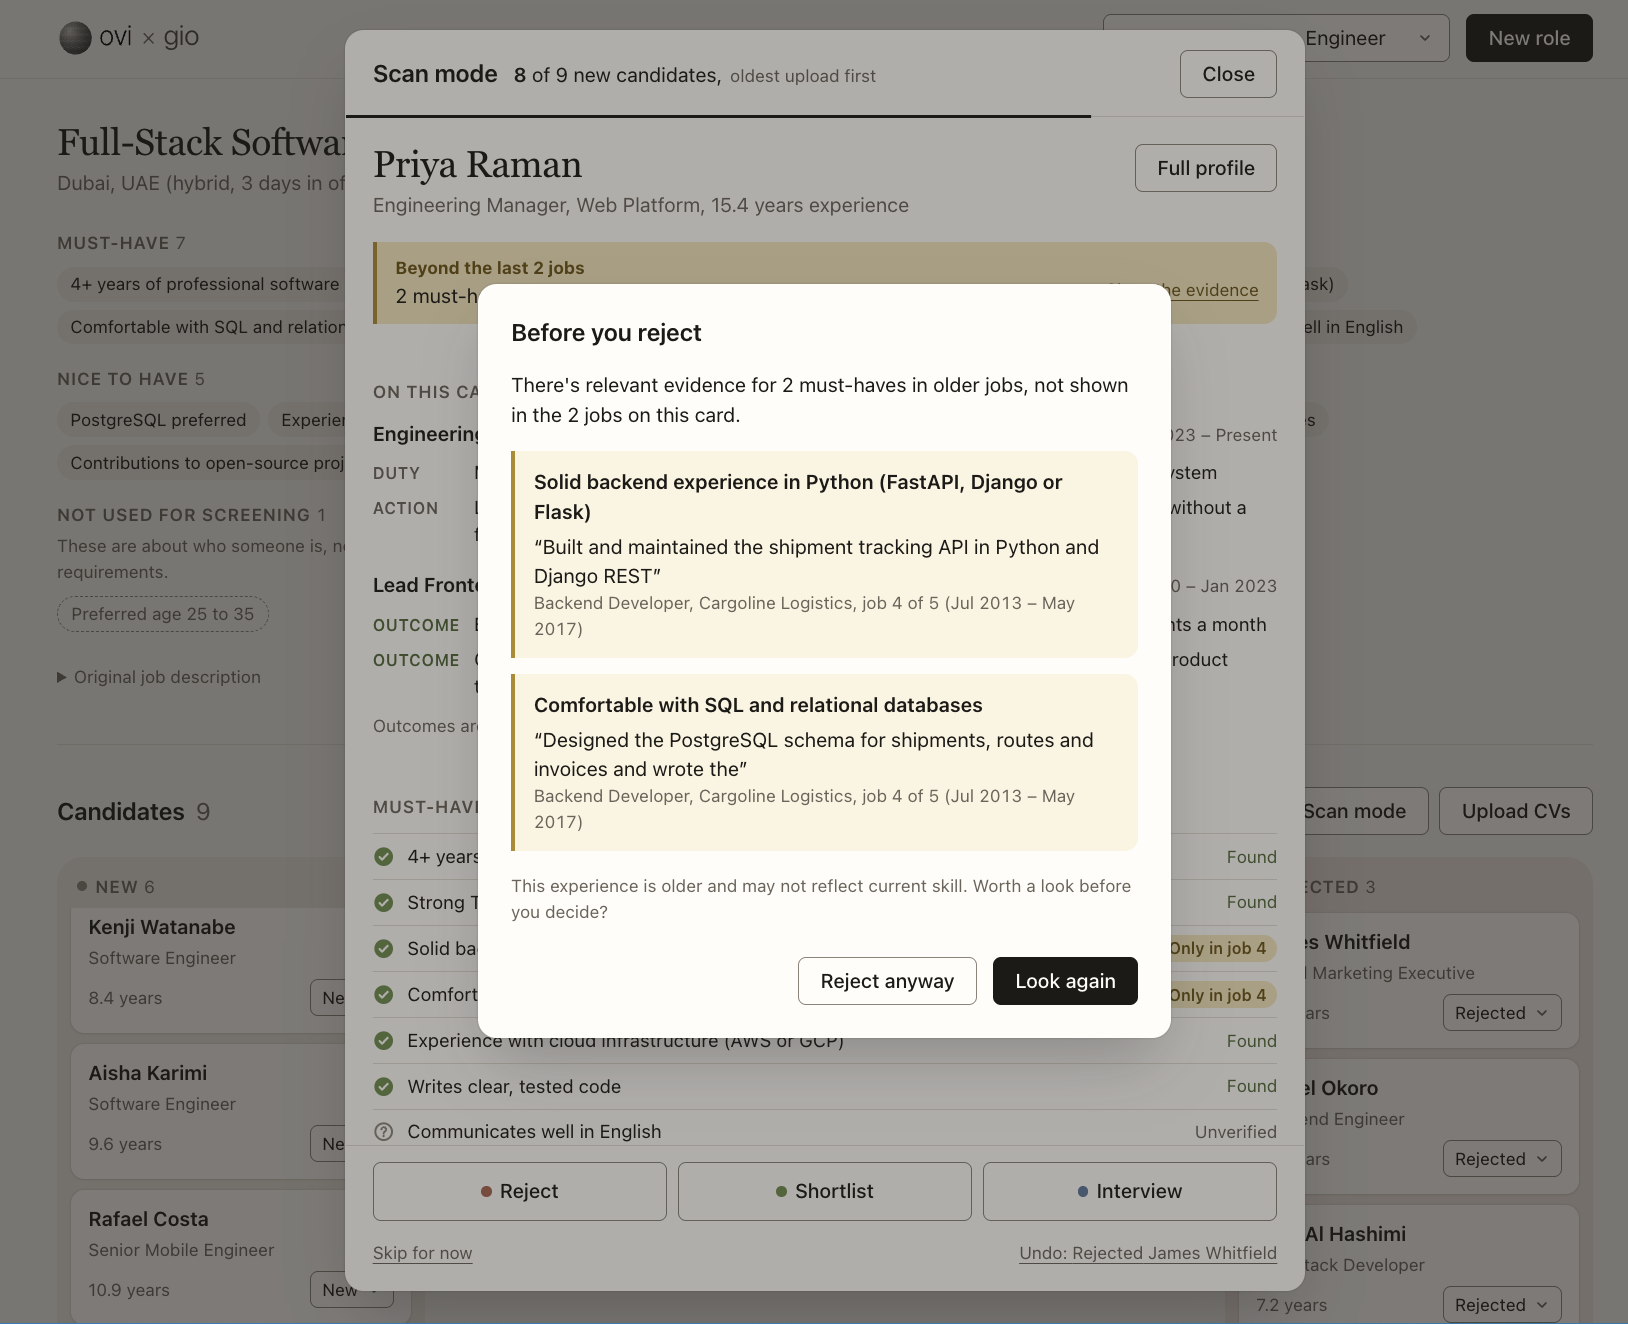 ovi × gio
Engineer
New role
Scan mode 8 of 9 new candidates, oldest upload first
Close
Full-Stack Softwar
Dubai, UAE (hybrid, 3 days in of
Priya Raman
Full profile
Engineering Manager, Web Platform, 15.4 years experience
MUST-HAVE 7
4+ years of professional software
Comfortable with SQL and relation
ask)
ell in English
Beyond the last 2 jobs
2 must-h
he evidence
NICE TO HAVE 5
PostgreSQL preferred
Experien
Contributions to open-source proj
es
NOT USED FOR SCREENING 1
These are about who someone is, no
requirements.
Preferred age 25 to 35
Original job description
ON THIS CA
Engineering
023 – Present
DUTY
ystem
ACTION
without a
Lead Fronte
0 – Jan 2023
OUTCOME
nts a month
OUTCOME
roduct
Outcomes are
Before you reject
There's relevant evidence for 2 must-haves in older jobs, not shown
in the 2 jobs on this card.
Solid backend experience in Python (FastAPI, Django or
Flask)
“Built and maintained the shipment tracking API in Python and
Django REST”
Backend Developer, Cargoline Logistics, job 4 of 5 (Jul 2013 – May
2017)
Comfortable with SQL and relational databases
“Designed the PostgreSQL schema for shipments, routes and
invoices and wrote the”
Backend Developer, Cargoline Logistics, job 4 of 5 (Jul 2013 – May
2017)
This experience is older and may not reflect current skill. Worth a look before
you decide?
Reject anyway
Look again
MUST-HAVE
4+ years
Found
Strong T
Found
Solid ba
Only in job 4
Comfort
Only in job 4
Experience with cloud infrastructure (AWS or GCP)
Found
Writes clear, tested code
Found
Communicates well in English
Unverified
Reject
Shortlist
Interview
Skip for now
Undo: Rejected James Whitfield
Candidates 9
Scan mode
Upload CVs
NEW 6
Kenji Watanabe
Software Engineer
8.4 years
Ne
Aisha Karimi
Software Engineer
9.6 years
Ne
Rafael Costa
Senior Mobile Engineer
10.9 years
New
ECTED 3
es Whitfield
l Marketing Executive
ars
Rejected
el Okoro
end Engineer
ars
Rejected
Al Hashimi
tack Developer
7.2 years
Rejected